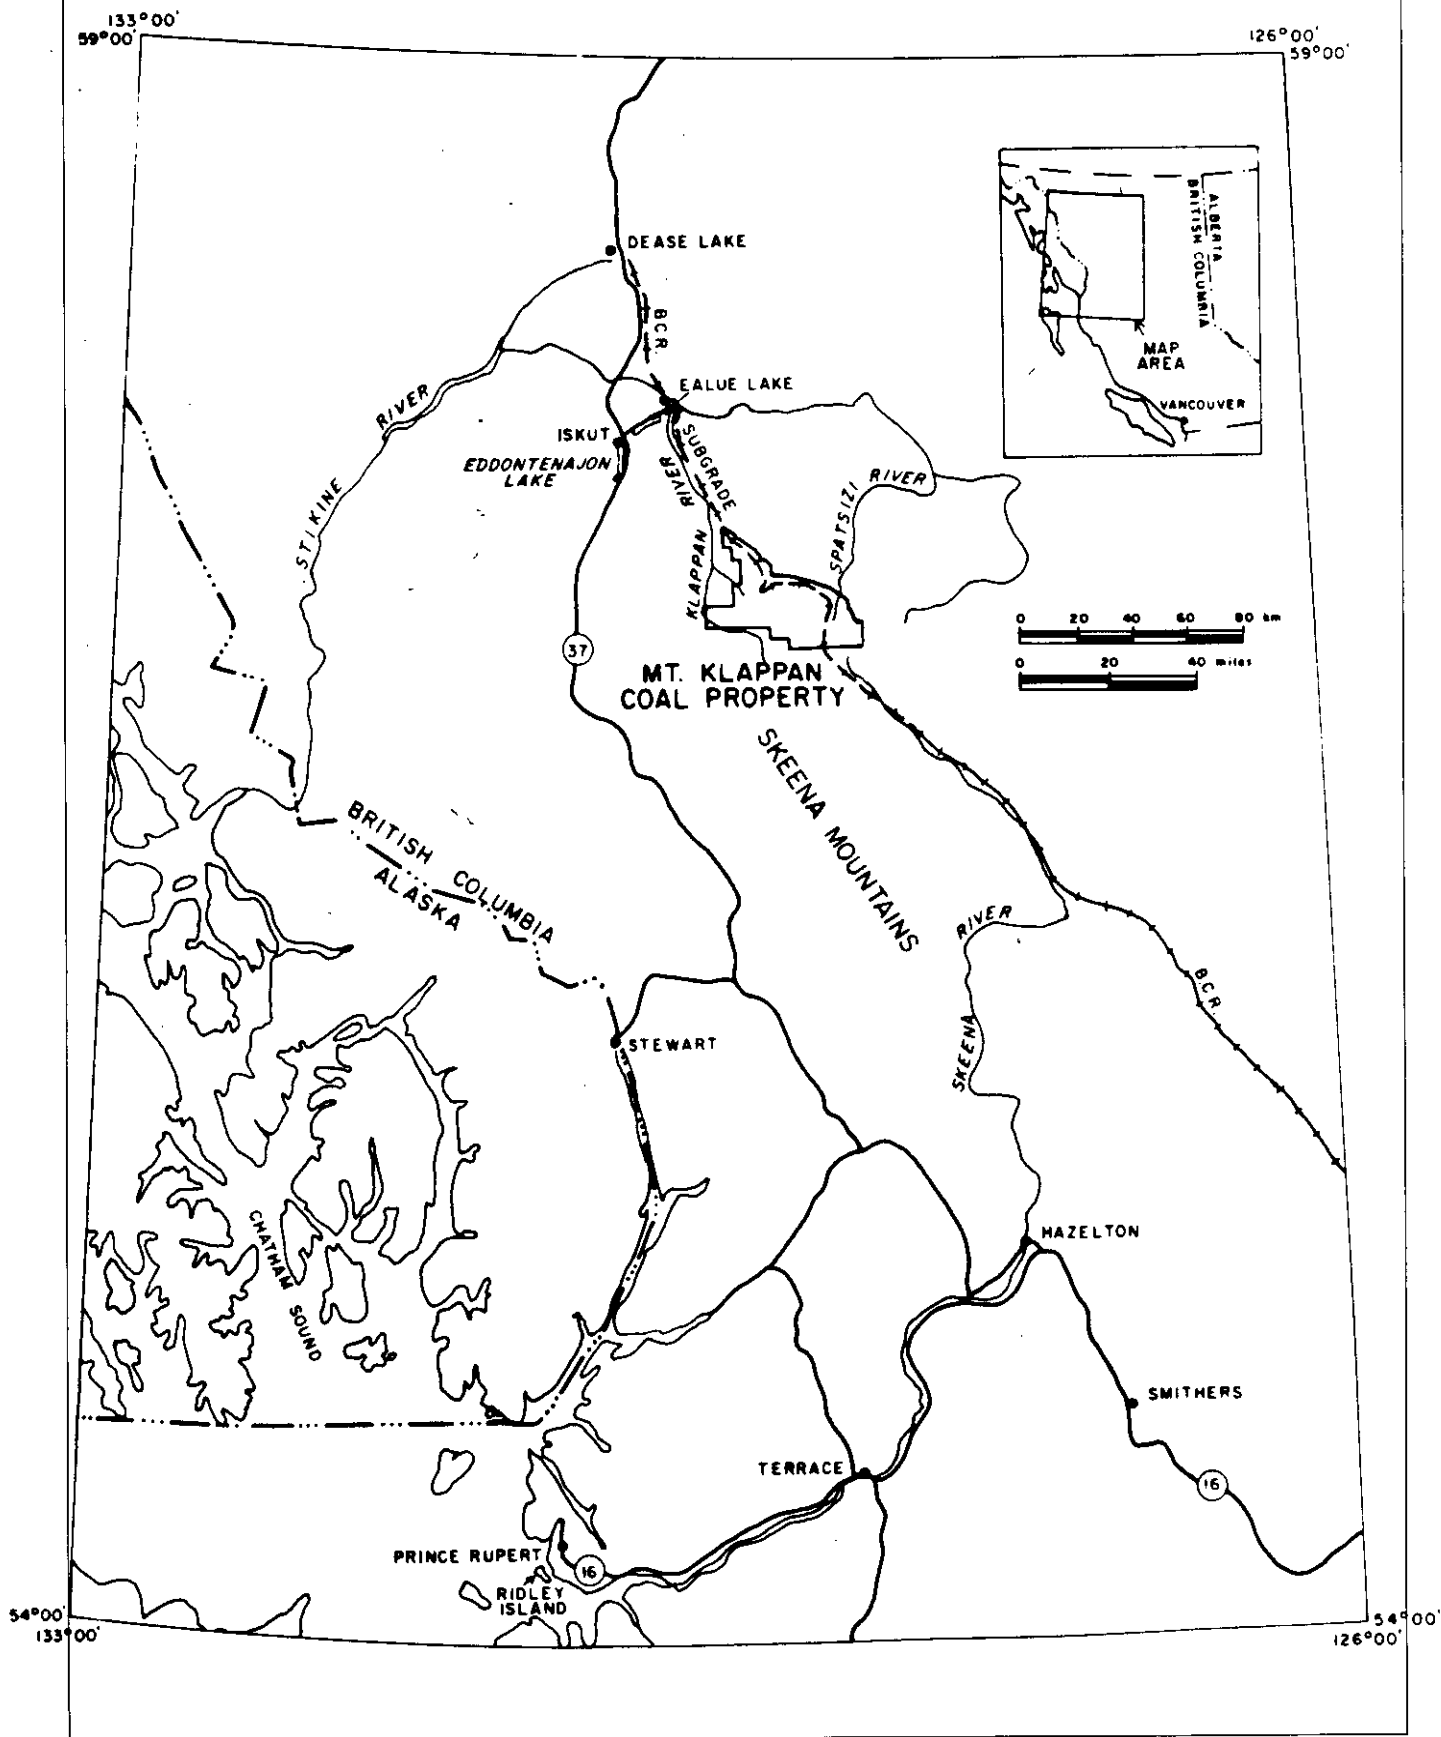 133°00'
59°00'
126°00'
59°00'
DEASE LAKE
B.C.R.
ALBERTA
BRITISH COLUMBIA
MAP
AREA
VANCOUVER
EALUE LAKE
RIVER
ISKUT
EDDONTENAJON
LAKE
SUBGRADE
RIVER
KLAPPAN
STIKINE
SPATSIZI
RIVER
0 20 40 60 80 km
0 20 40 miles
37
MT. KLAPPAN
COAL PROPERTY
SKEENA MOUNTAINS
BRITISH COLUMBIA
ALASKA
RIVER
SKEENA
B.C.R.
STEWART
CHATHAM SOUND
HAZELTON
SMITHERS
TERRACE
16
PRINCE RUPERT
16
RIDLEY
ISLAND
54°00'
133°00'
54°00'
126°00'